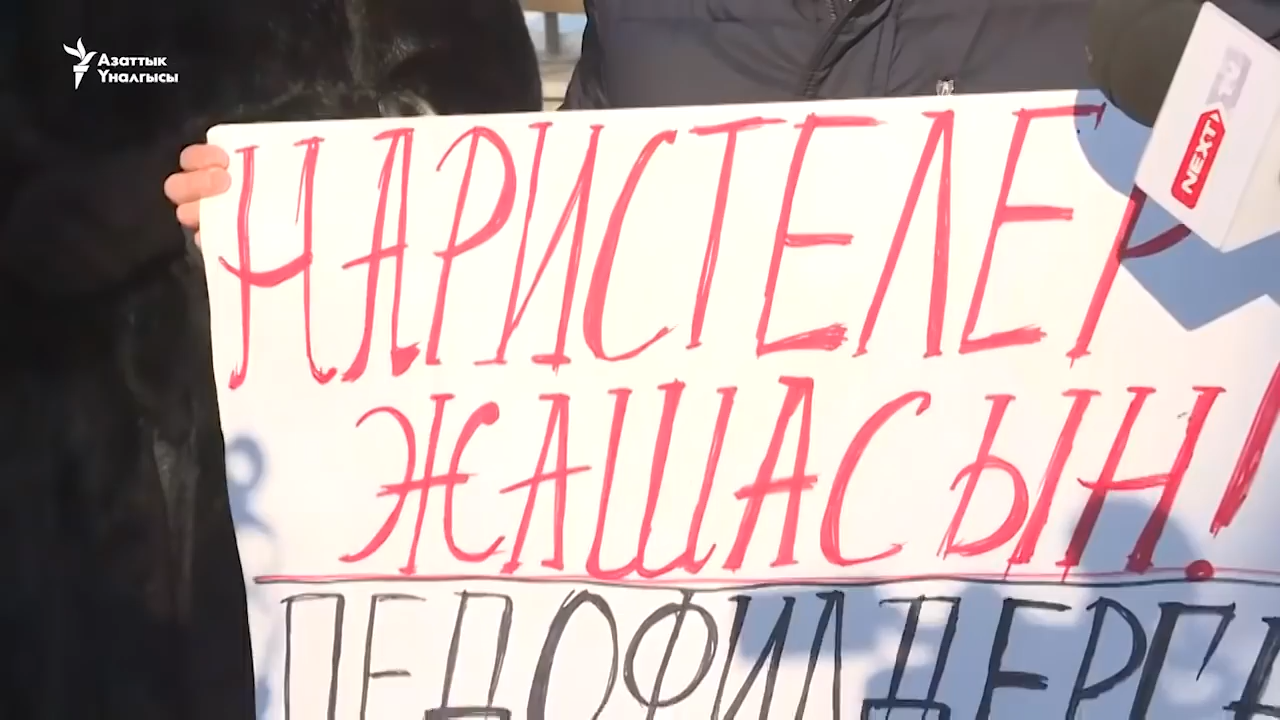 Азаттык
Үналгысы
NEXT
НАРИСТЕЛЕР
ЖАШАСЫН!
ПЕДОФИЛДЕРГЕ